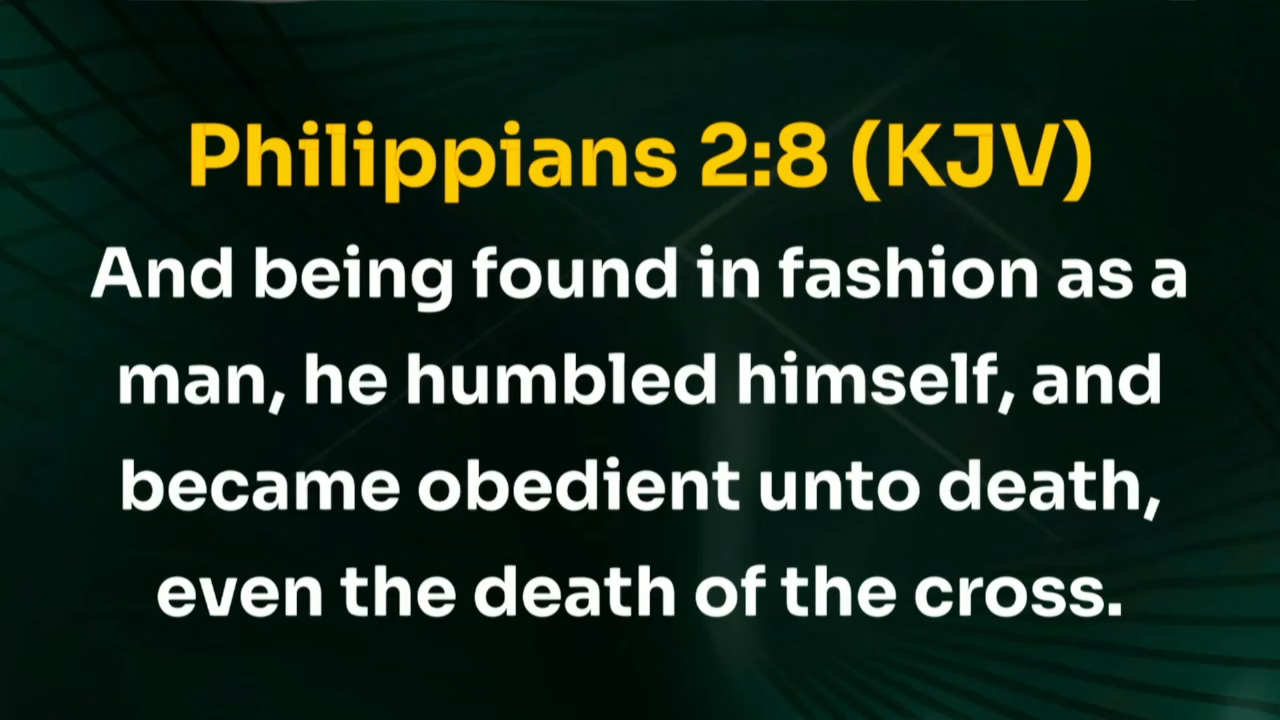 Philippians 2:8 (KJV)
And being found in fashion as a
man, he humbled himself, and
became obedient unto death,
even the death of the cross.